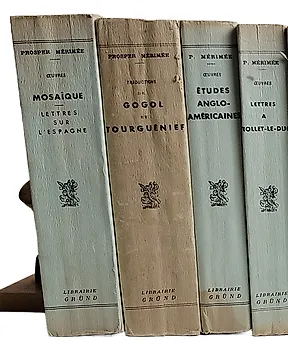 PROSPER MÉRIMÉE
ŒUVRES
MOSAÏQUE
LETTRES
SUR
L'ESPAGNE
LIBRAIRIE
GRÜND
PROSPER MÉRIMÉE
TRADUCTIONS
DE
GOGOL
ET
TOURGUÉNIEF
LIBRAIRIE
GRÜND
P. MÉRIMÉE
ŒUVRES
ÉTUDES
ANGLO-
AMÉRICAINES
LIBRAIRIE
GRÜND
P. MÉRIMÉE
ŒUVRES
LETTRES
A
VIOLLET-LE-DUC
LIBRAIRIE
GRÜND